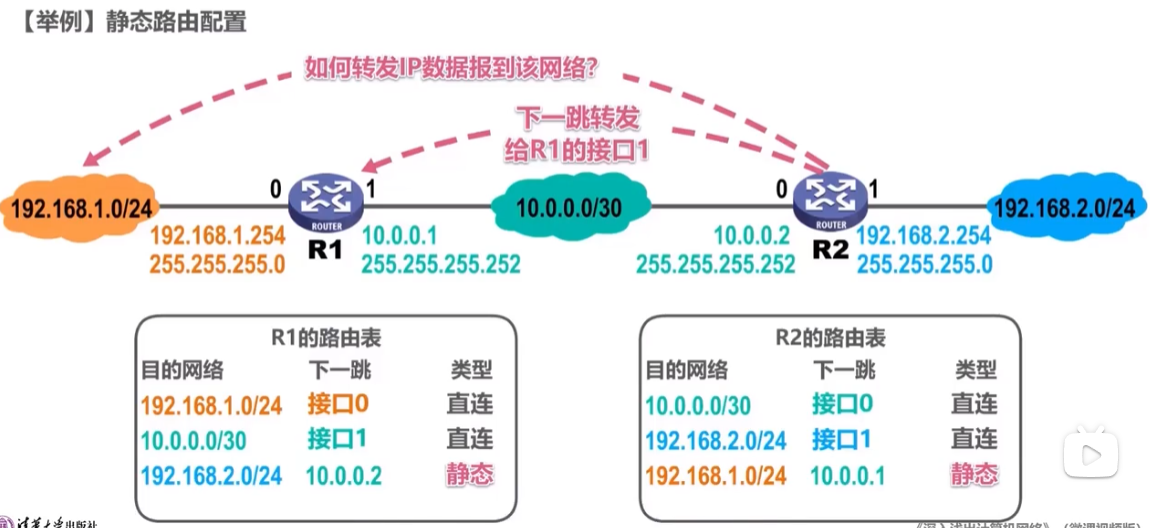 【举例】静态路由配置
如何转发IP数据报到该网络？
下一跳转发
给R1的接口1
192.168.1.0/24
0
1
ROUTER
R1
192.168.1.254
255.255.255.0
10.0.0.1
255.255.255.252
10.0.0.0/30
0
1
ROUTER
R2
10.0.0.2
255.255.255.252
192.168.2.254
255.255.255.0
192.168.2.0/24
R1的路由表
目的网络 下一跳 类型
192.168.1.0/24 接口0 直连
10.0.0.0/30 接口1 直连
192.168.2.0/24 10.0.0.2 静态
R2的路由表
目的网络 下一跳 类型
10.0.0.0/30 接口0 直连
192.168.2.0/24 接口1 直连
192.168.1.0/24 10.0.0.1 静态
清华大学出版社
《深入浅出计算机网络》（微课视频版）